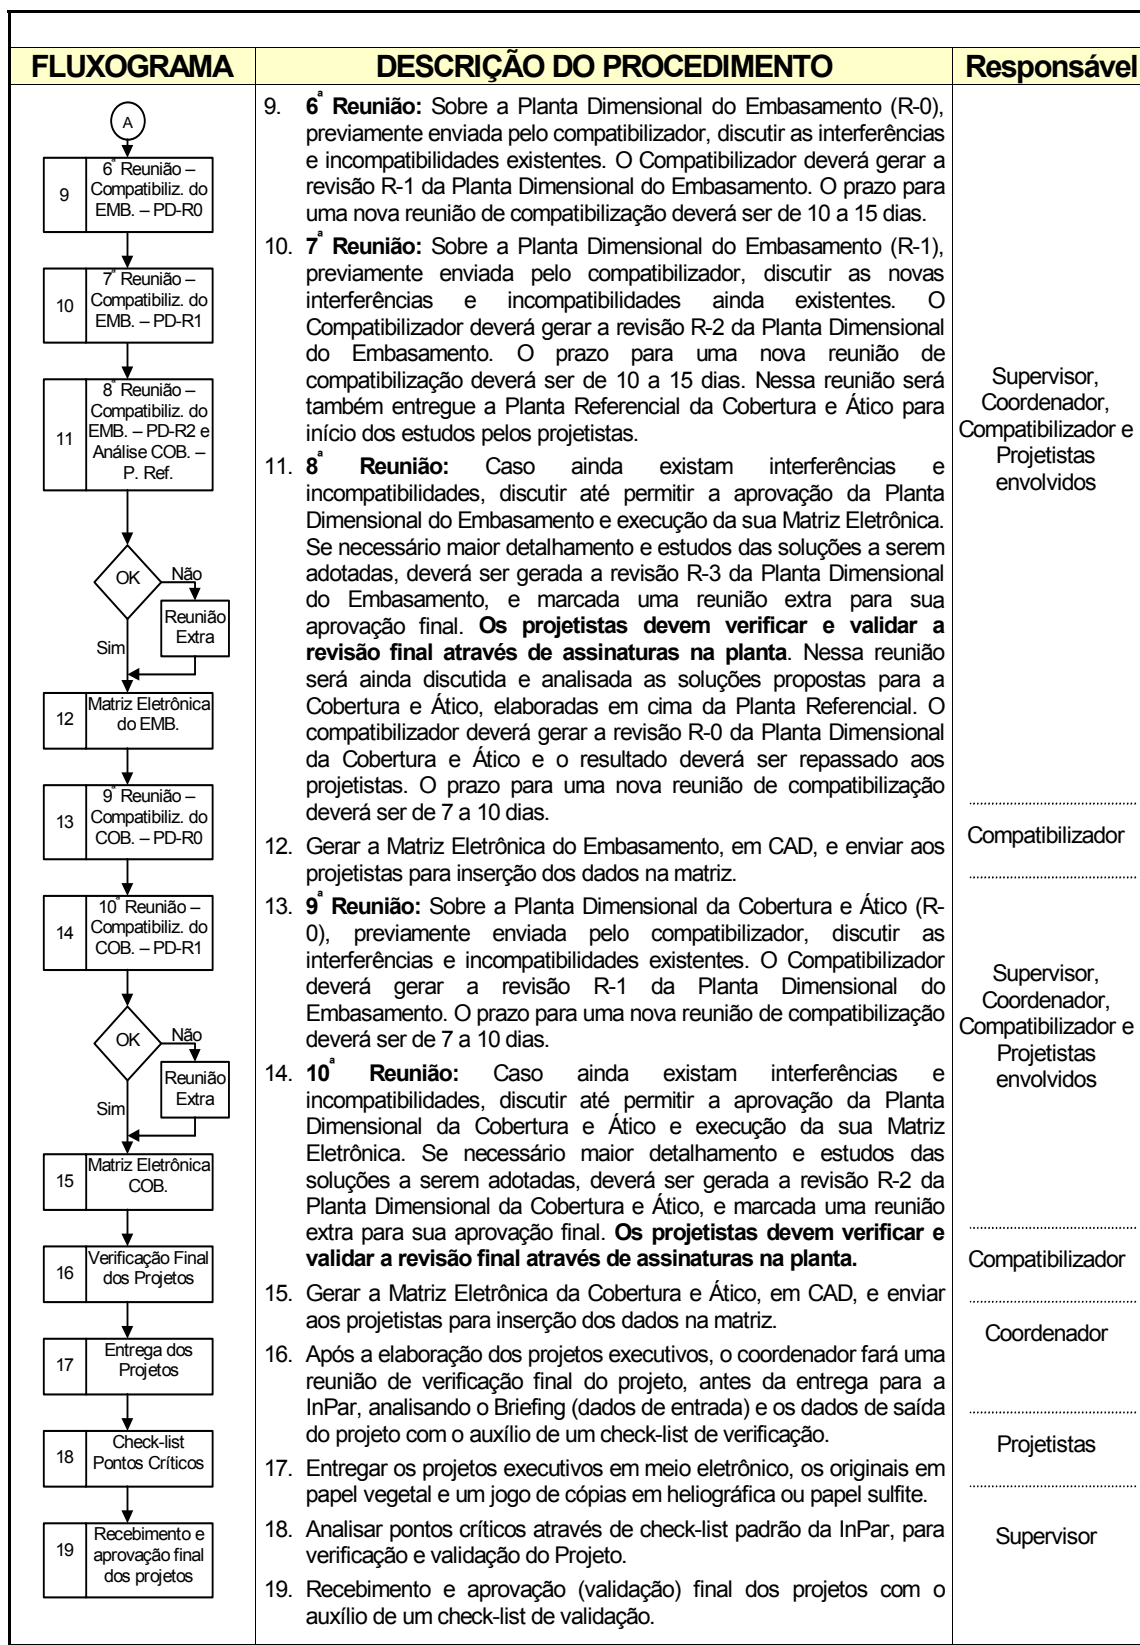 FLUXOGRAMA
DESCRIÇÃO DO PROCEDIMENTO
Responsável
A
9
6ª Reunião –
Compatibiliz. do
EMB. – PD-R0
10
7ª Reunião –
Compatibiliz. do
EMB. – PD-R1
11
8ª Reunião –
Compatibiliz. do
EMB. – PD-R2 e
Análise COB. –
P. Ref.
OK
Não
Reunião
Extra
Sim
12
Matriz Eletrônica
do EMB.
13
9ª Reunião –
Compatibiliz. do
COB. – PD-R0
14
10ª Reunião –
Compatibiliz. do
COB. – PD-R1
OK
Não
Reunião
Extra
Sim
15
Matriz Eletrônica
COB.
16
Verificação Final
dos Projetos
17
Entrega dos
Projetos
18
Check-list
Pontos Críticos
19
Recebimento e
aprovação final
dos projetos
9. 6ª Reunião: Sobre a Planta Dimensional do Embasamento (R-0),
previamente enviada pelo compatibilizador, discutir as interferências
e incompatibilidades existentes. O Compatibilizador deverá gerar a
revisão R-1 da Planta Dimensional do Embasamento. O prazo para
uma nova reunião de compatibilização deverá ser de 10 a 15 dias.
10. 7ª Reunião: Sobre a Planta Dimensional do Embasamento (R-1),
previamente enviada pelo compatibilizador, discutir as novas
interferências e incompatibilidades ainda existentes. O
Compatibilizador deverá gerar a revisão R-2 da Planta Dimensional
do Embasamento. O prazo para uma nova reunião de
compatibilização deverá ser de 10 a 15 dias. Nessa reunião será
também entregue a Planta Referencial da Cobertura e Ático para
início dos estudos pelos projetistas.
11. 8ª Reunião: Caso ainda existam interferências e
incompatibilidades, discutir até permitir a aprovação da Planta
Dimensional do Embasamento e execução da sua Matriz Eletrônica.
Se necessário maior detalhamento e estudos das soluções a serem
adotadas, deverá ser gerada a revisão R-3 da Planta Dimensional
do Embasamento, e marcada uma reunião extra para sua
aprovação final. Os projetistas devem verificar e validar a
revisão final através de assinaturas na planta. Nessa reunião
será ainda discutida e analisada as soluções propostas para a
Cobertura e Ático, elaboradas em cima da Planta Referencial. O
compatibilizador deverá gerar a revisão R-0 da Planta Dimensional
da Cobertura e Ático e o resultado deverá ser repassado aos
projetistas. O prazo para uma nova reunião de compatibilização
deverá ser de 7 a 10 dias.
12. Gerar a Matriz Eletrônica do Embasamento, em CAD, e enviar aos
projetistas para inserção dos dados na matriz.
13. 9ª Reunião: Sobre a Planta Dimensional da Cobertura e Ático (R-
0), previamente enviada pelo compatibilizador, discutir as
interferências e incompatibilidades existentes. O Compatibilizador
deverá gerar a revisão R-1 da Planta Dimensional do
Embasamento. O prazo para uma nova reunião de compatibilização
deverá ser de 7 a 10 dias.
14. 10ª Reunião: Caso ainda existam interferências e
incompatibilidades, discutir até permitir a aprovação da Planta
Dimensional da Cobertura e Ático e execução da sua Matriz
Eletrônica. Se necessário maior detalhamento e estudos das
soluções a serem adotadas, deverá ser gerada a revisão R-2 da
Planta Dimensional da Cobertura e Ático, e marcada uma reunião
extra para sua aprovação final. Os projetistas devem verificar e
validar a revisão final através de assinaturas na planta.
15. Gerar a Matriz Eletrônica da Cobertura e Ático, em CAD, e enviar
aos projetistas para inserção dos dados na matriz.
16. Após a elaboração dos projetos executivos, o coordenador fará uma
reunião de verificação final do projeto, antes da entrega para a
InPar, analisando o Briefing (dados de entrada) e os dados de saída
do projeto com o auxílio de um check-list de verificação.
17. Entregar os projetos executivos em meio eletrônico, os originais em
papel vegetal e um jogo de cópias em heliográfica ou papel sulfite.
18. Analisar pontos críticos através de check-list padrão da InPar, para
verificação e validação do Projeto.
19. Recebimento e aprovação (validação) final dos projetos com o
auxílio de um check-list de validação.
Supervisor,
Coordenador,
Compatibilizador e
Projetistas
envolvidos
Compatibilizador
Supervisor,
Coordenador,
Compatibilizador e
Projetistas
envolvidos
Compatibilizador
Coordenador
Projetistas
Supervisor